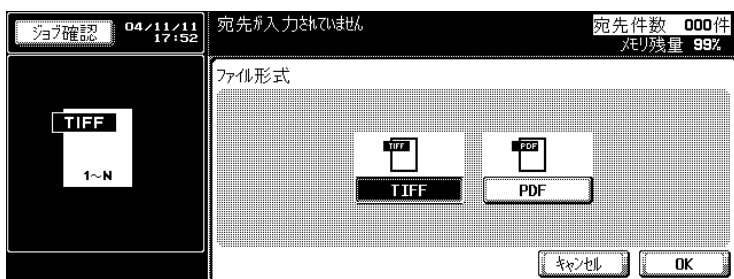 ジョブ確認
04/11/11
17:52
宛先が入力されていません
宛先件数 000件
メモリ残量 99%
TIFF
1〜N
ファイル形式
TIFF
PDF
TIFF
PDF
キャンセル
OK